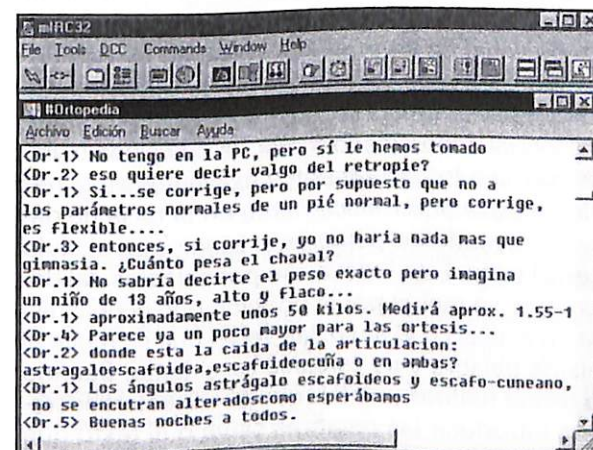 mIRC32
File Tools DCC Commands Window Help
#Ortopedia
Archivo Edición Buscar Ayuda
<Dr.1> No tengo en la PC, pero sí le hemos tomado
<Dr.2> eso quiere decir valgo del retropie?
<Dr.1> Si...se corrige, pero por supuesto que no a
los parámetros normales de un pié normal, pero corrige,
es flexible....
<Dr.3> entonces, si corrije, yo no haria nada mas que
gimnasia. ¿Cuánto pesa el chaval?
<Dr.1> No sabría decirte el peso exacto pero imagina
un niño de 13 años, alto y flaco...
<Dr.1> aproximadamente unos 50 kilos. Medirá aprox. 1.55-1
<Dr.4> Parece ya un poco mayor para las ortesis...
<Dr.2> donde esta la caida de la articulacion:
astragaloescafoidea,escafoideocuña o en ambas?
<Dr.1> Los ángulos astrágalo escafoideos y escafo-cuneano,
no se encutran alteradoscomo esperábamos
<Dr.5> Buenas noches a todos.